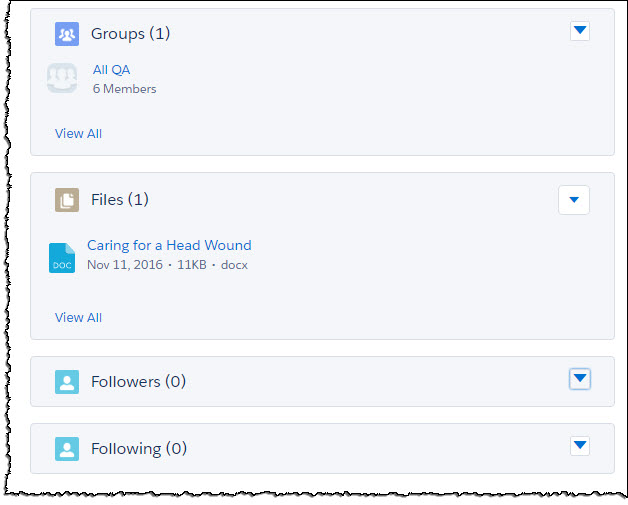 Groups (1)
All QA
6 Members
View All
Files (1)
DOC
Caring for a Head Wound
Nov 11, 2016 • 11KB • docx
View All
Followers (0)
Following (0)